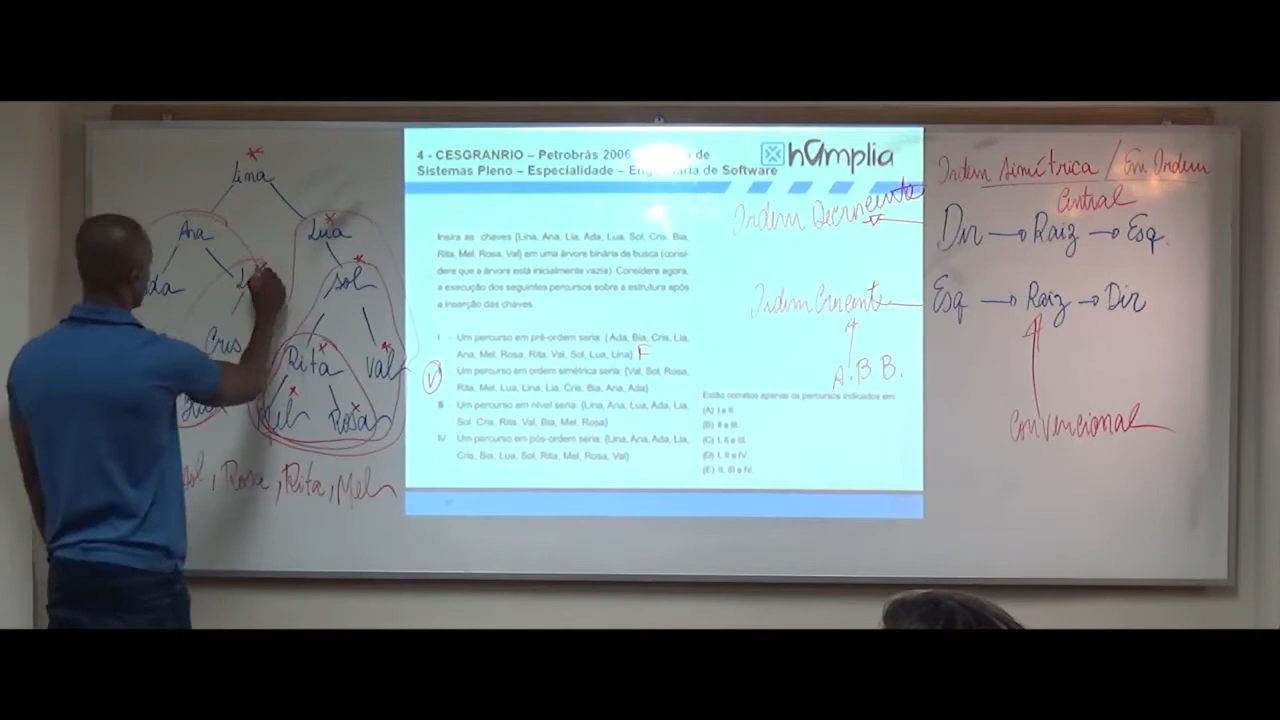 Lina
Ana
Lua
Sol
Cris
Rita
Val
Mel
Rosa
, Rosa, Rita, Mel
4 - CESGRANRIO – Petrobrás 2006
de
Sistemas Pleno – Especialidade – Engenharia de Software
hamplia
Insira as chaves {Lina, Ana, Lia, Ada, Lua, Sol, Cris, Bia,
Rita, Mel, Rosa, Val} em uma árvore binária de busca (consi-
dere que a árvore está inicialmente vazia). Considere agora,
a execução dos seguintes percursos sobre a estrutura após
a inserção das chaves.
I - Um percurso em pré-ordem seria: {Ada, Bia, Cris, Lia,
Ana, Mel, Rosa, Rita, Val, Sol, Lua, Lina} F
V - Um percurso em ordem simétrica seria: {Val, Sol, Rosa,
Rita, Mel, Lua, Lina, Lia, Cris, Bia, Ana, Ada}
III - Um percurso em nível seria: {Lina, Ana, Lua, Ada, Lia,
Sol, Cris, Rita, Val, Bia, Mel, Rosa}
IV - Um percurso em pós-ordem seria: {Lina, Ana, Ada, Lia,
Cris, Bia, Lua, Sol, Rita, Mel, Rosa, Val}
Estão corretos apenas os percursos indicados em
(A) I e II.
(B) II e III.
(C) I, II e III.
(D) I, II e IV.
(E) II, III e IV.
Ordem Decrescente
Ordem Crescente
A.B B.
Ordem simétrica / Em Ordem
Central
Dir → Raiz → Esq.
Esq → Raiz → Dir
Convencional